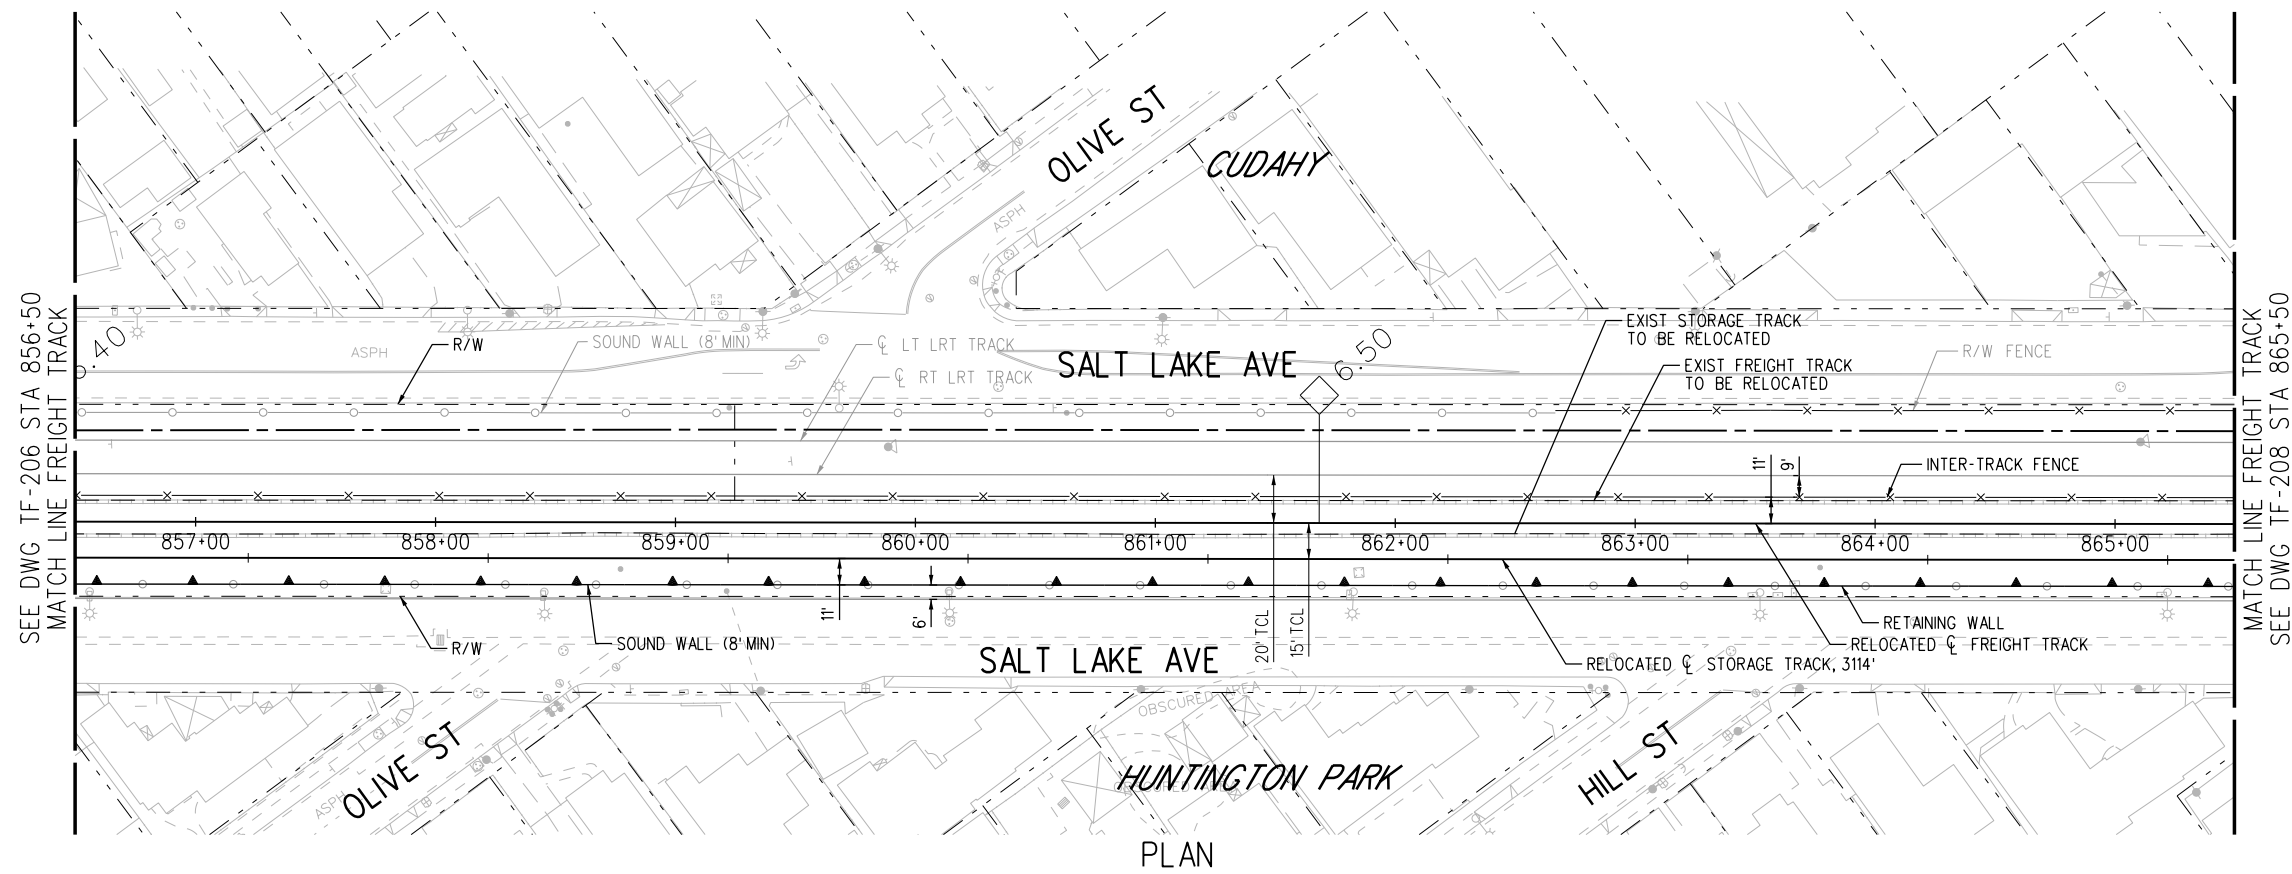 OLIVE ST
CUDAHY
ASPH
SEE DWG TF-206 STA 856+50
MATCH LINE FREIGHT TRACK
.40
ASPH
R/W
SOUND WALL (8' MIN)
℄ LT LRT TRACK
℄ RT LRT TRACK
SALT LAKE AVE
6.50
EXIST STORAGE TRACK
TO BE RELOCATED
EXIST FREIGHT TRACK
TO BE RELOCATED
R/W FENCE
MATCH LINE FREIGHT TRACK
SEE DWG TF-208 STA 865+50
11'
9'
INTER-TRACK FENCE
857+00
858+00
859+00
860+00
861+00
862+00
863+00
864+00
865+00
11'
6'
20' TCL
15' TCL
R/W
SOUND WALL (8' MIN)
SALT LAKE AVE
RETAINING WALL
RELOCATED ℄ FREIGHT TRACK
RELOCATED ℄ STORAGE TRACK, 3114'
OBSCURED AREA
ASPH
OLIVE ST
HUNTINGTON PARK
HILL ST
PLAN